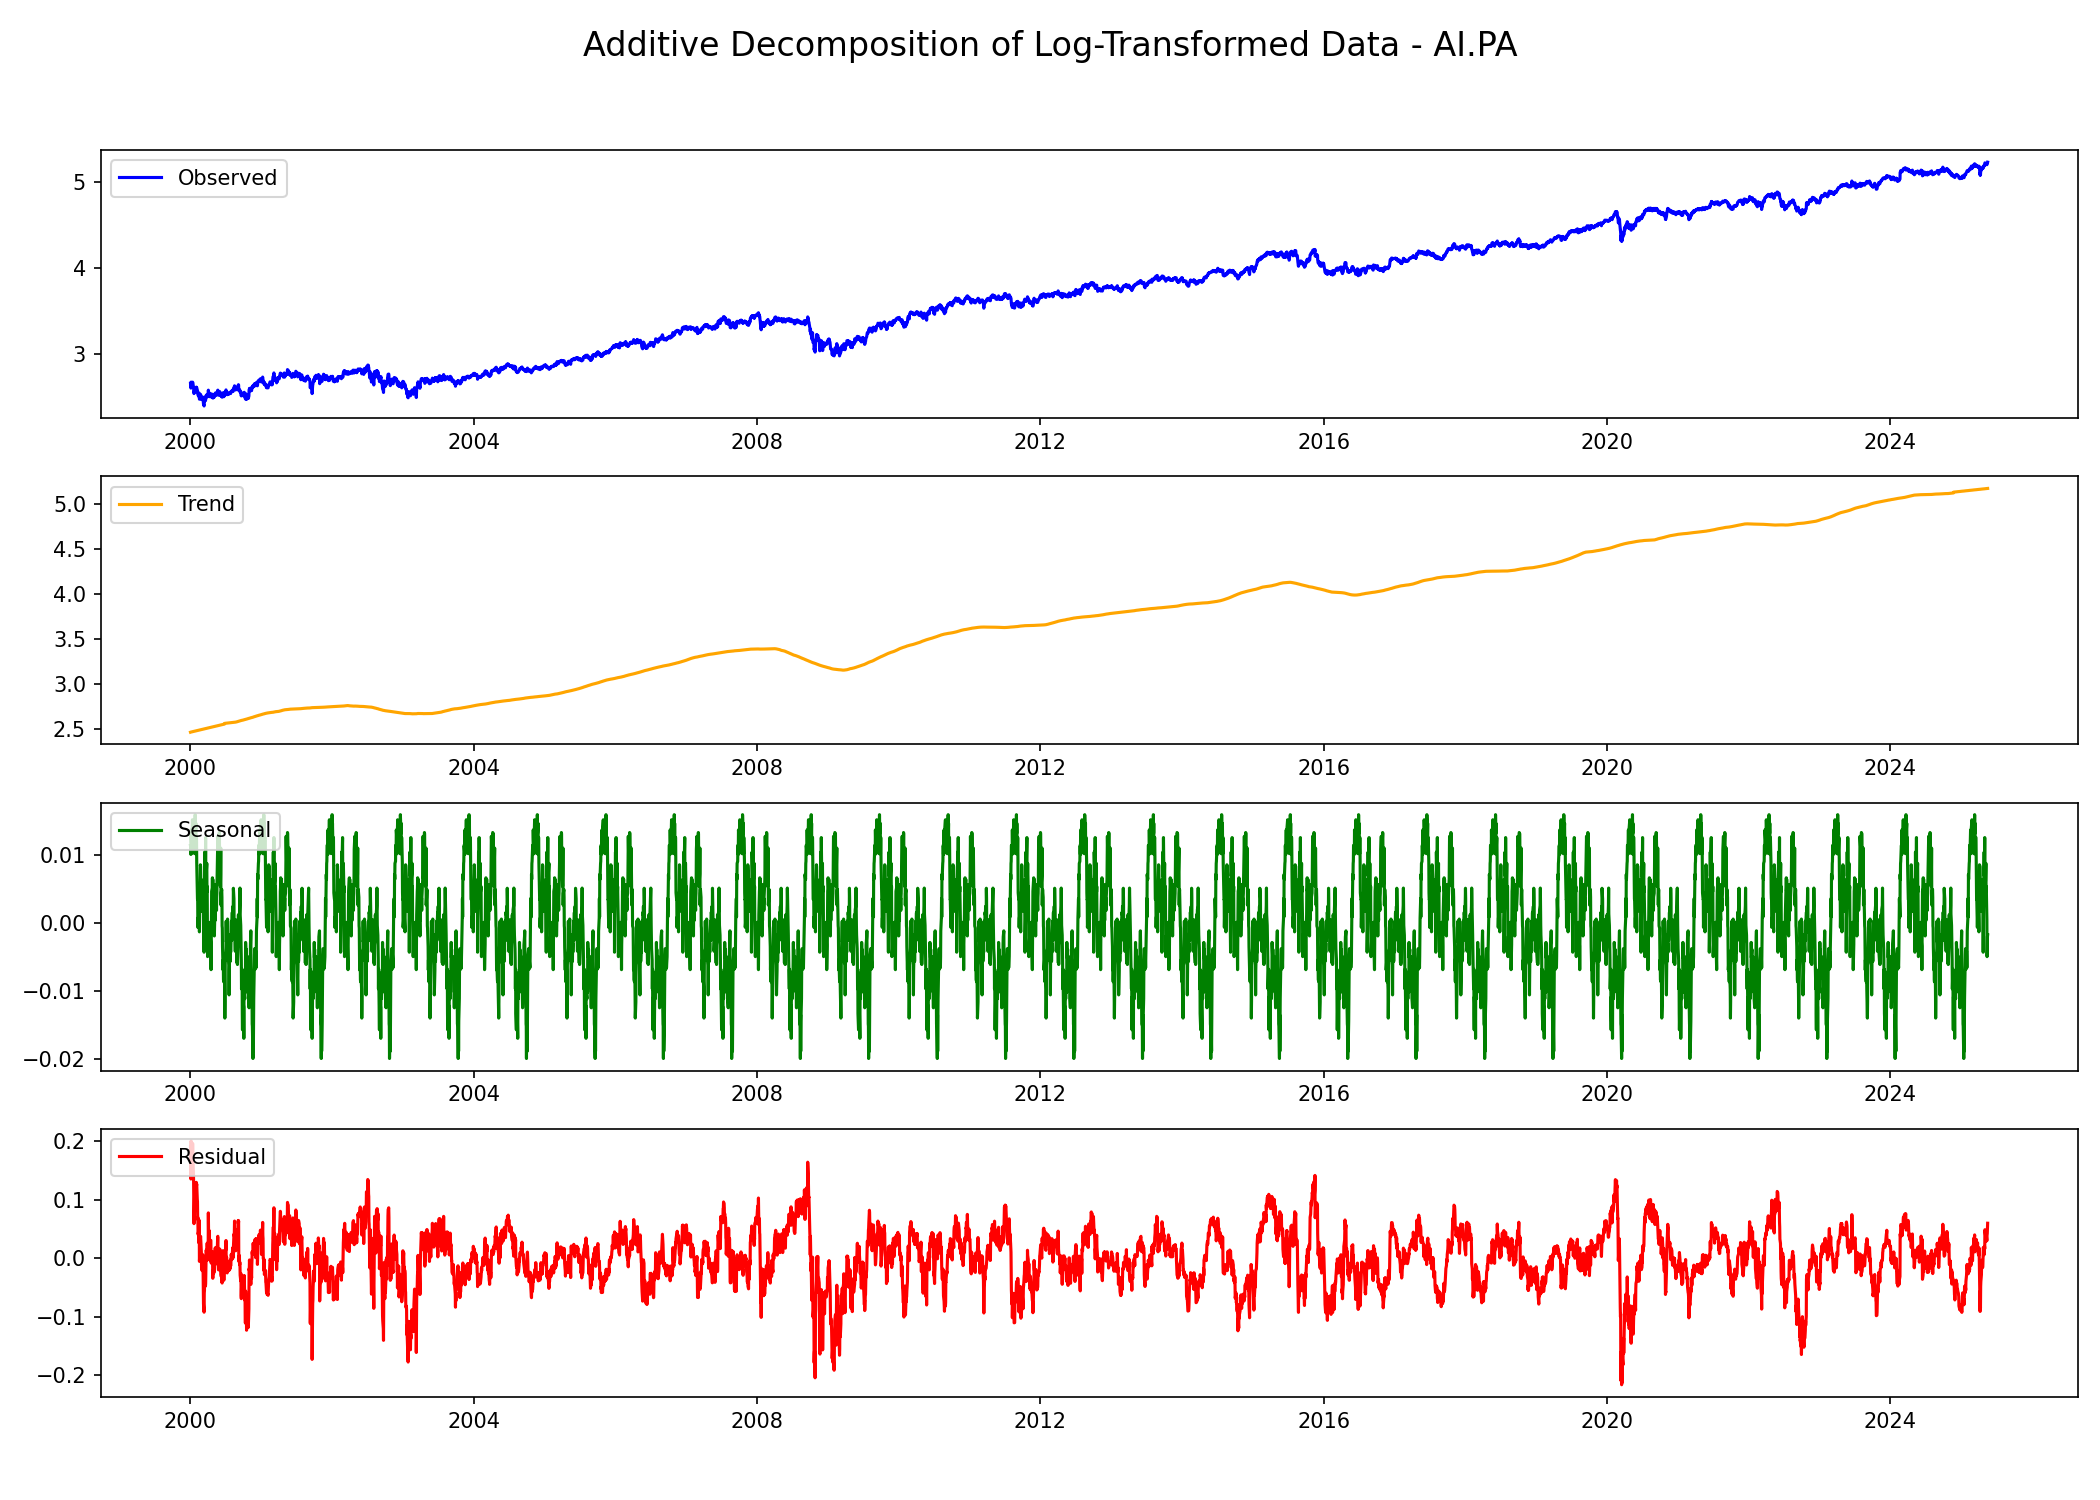 Additive Decomposition of Log-Transformed Data - AI.PA
Observed
5
4
3
2000 2004 2008 2012 2016 2020 2024
Trend
5.0
4.5
4.0
3.5
3.0
2.5
2000 2004 2008 2012 2016 2020 2024
Seasonal
0.01
0.00
−0.01
−0.02
2000 2004 2008 2012 2016 2020 2024
Residual
0.2
0.1
0.0
−0.1
−0.2
2000 2004 2008 2012 2016 2020 2024